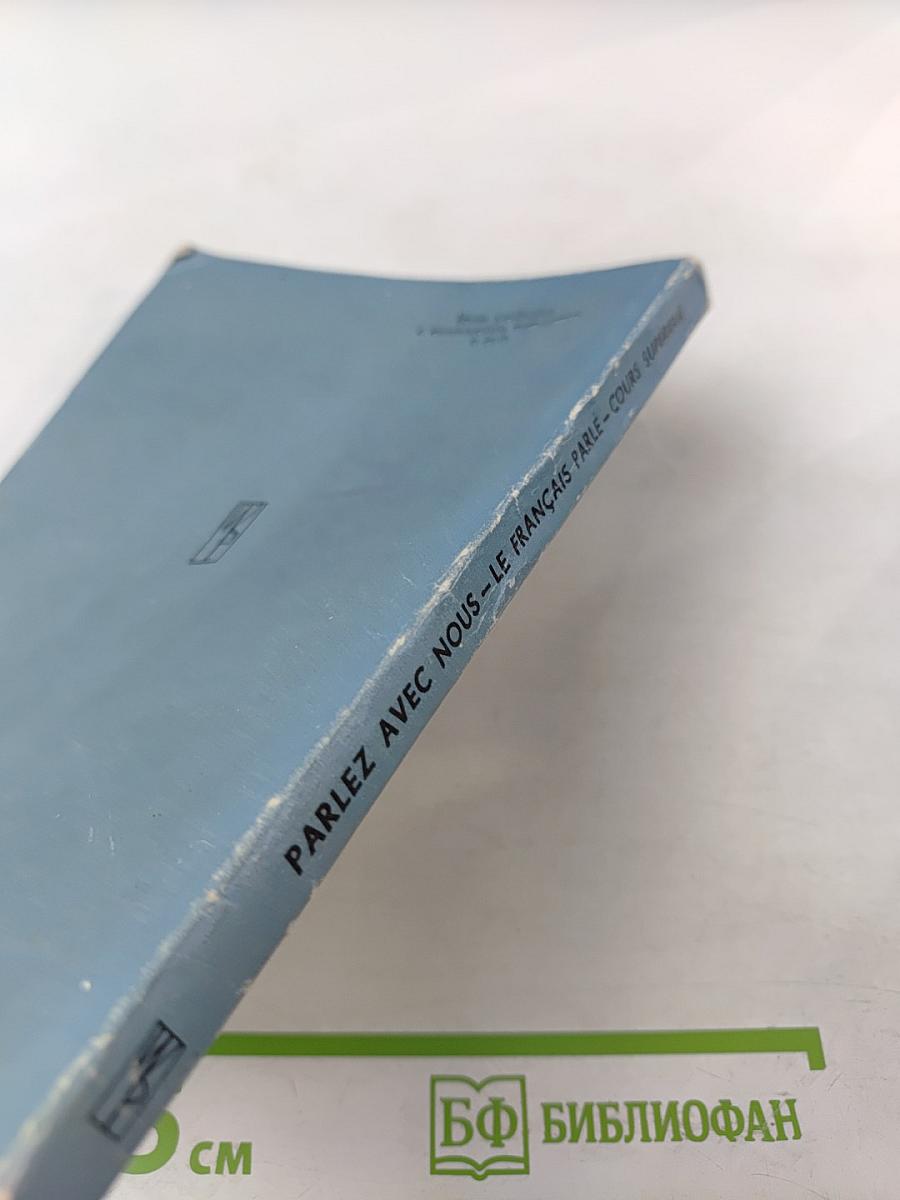 PARLEZ AVEC NOUS – LE FRANÇAIS PARLÉ – COURS SUPÉRIEUR
см
БФ БИБЛИОФАН